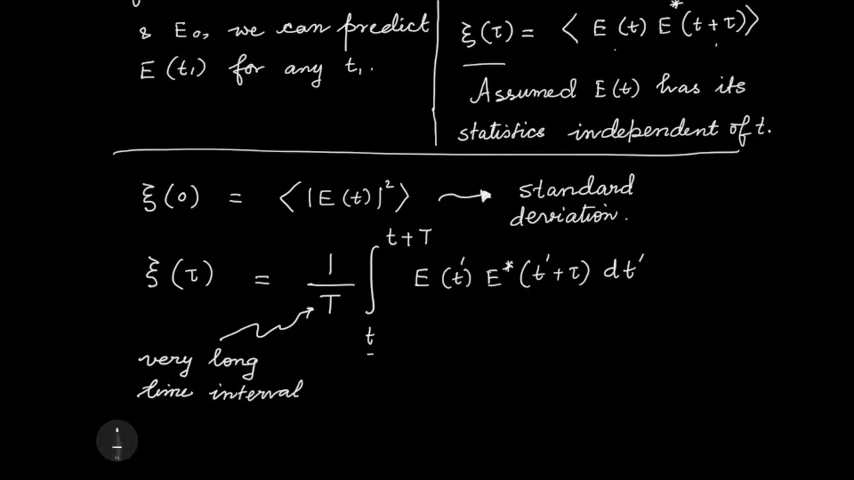 & E₀, we can predict
E(t₁) for any t₁.
ξ(τ) = ⟨ E(t) E*(t+τ)⟩
Assumed E(t) has its
statistics independent of t.
ξ(0) = ⟨|E(t)|²⟩ → standard
deviation.
ξ(τ) = 1/T ∫ₜ^{t+T} E(t′) E*(t′+τ) dt′
very long
time interval